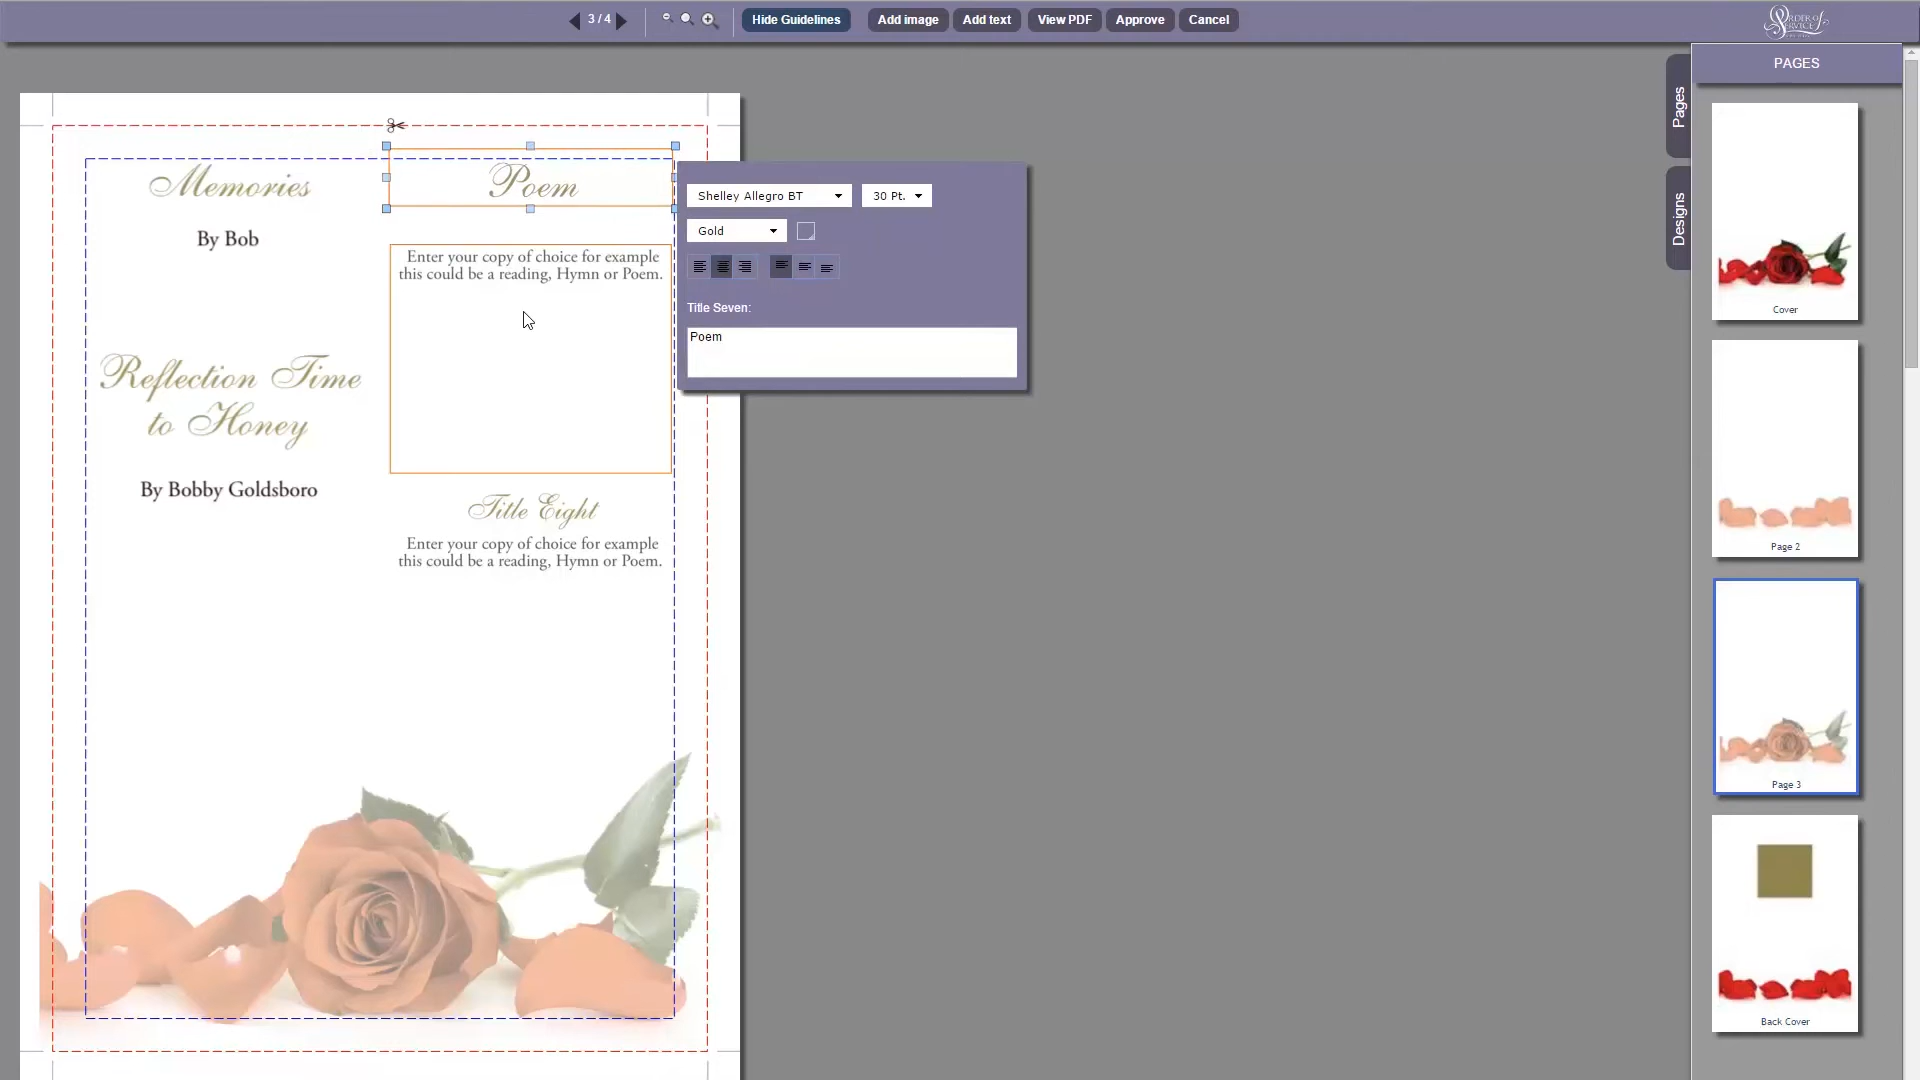 3 / 4
Hide Guidelines
Add image
Add text
View PDF
Approve
Cancel
ORDER OF
SERVICE
PAGES
Pages
Designs
Memories
By Bob
Reflection Time
to Honey
By Bobby Goldsboro
Poem
Enter your copy of choice for example
this could be a reading, Hymn or Poem.
Title Eight
Enter your copy of choice for example
this could be a reading, Hymn or Poem.
Shelley Allegro BT
30 Pt.
Gold
Title Seven:
Poem
Cover
Page 2
Page 3
Back Cover